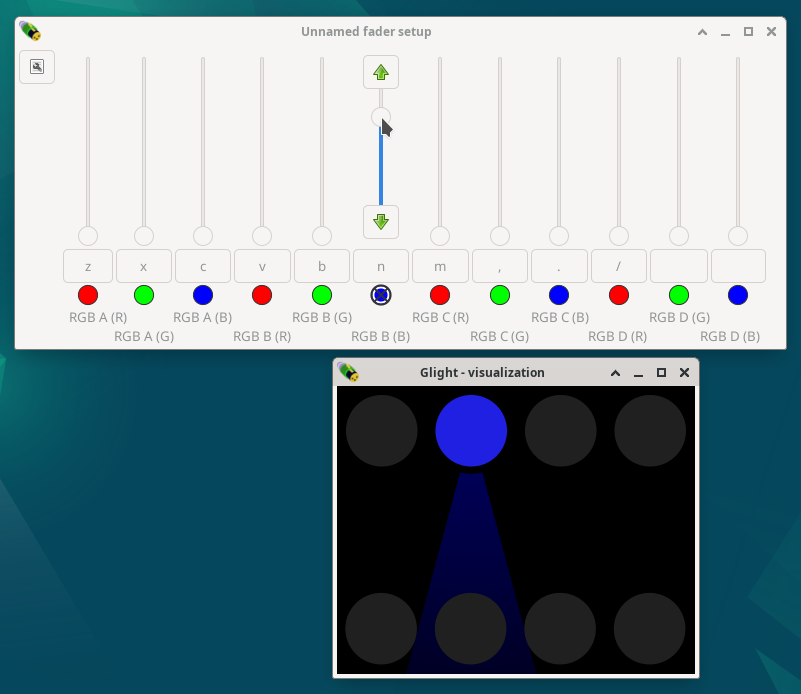 Unnamed fader setup
z x c v b n m , . /
RGB A (R) RGB A (B) RGB B (G) RGB C (R) RGB C (B) RGB D (G)
RGB A (G) RGB B (R) RGB B (B) RGB C (G) RGB D (R) RGB D (B)
Glight - visualization